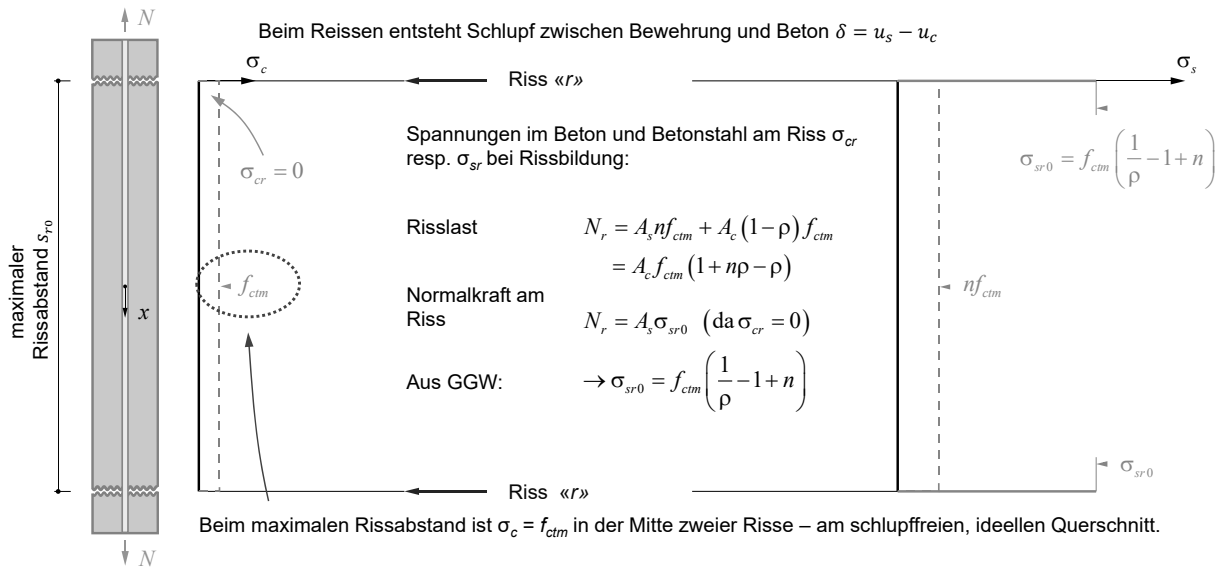 Beim Reissen entsteht Schlupf zwischen Bewehrung und Beton δ = u_s − u_c
N
σ_c
Riss «r»
σ_s
Spannungen im Beton und Betonstahl am Riss σ_cr
resp. σ_sr bei Rissbildung:
σ_cr = 0
σ_sr0 = f_ctm (1/ρ − 1 + n)
Risslast
N_r = A_s n f_ctm + A_c (1 − ρ) f_ctm
= A_c f_ctm (1 + nρ − ρ)
maximaler
Rissabstand s_r0
x
f_ctm
n f_ctm
Normalkraft am
Riss
N_r = A_s σ_sr0 (da σ_cr = 0)
Aus GGW:
→ σ_sr0 = f_ctm (1/ρ − 1 + n)
σ_sr0
Riss «r»
Beim maximalen Rissabstand ist σ_c = f_ctm in der Mitte zweier Risse – am schlupffreien, ideellen Querschnitt.
N